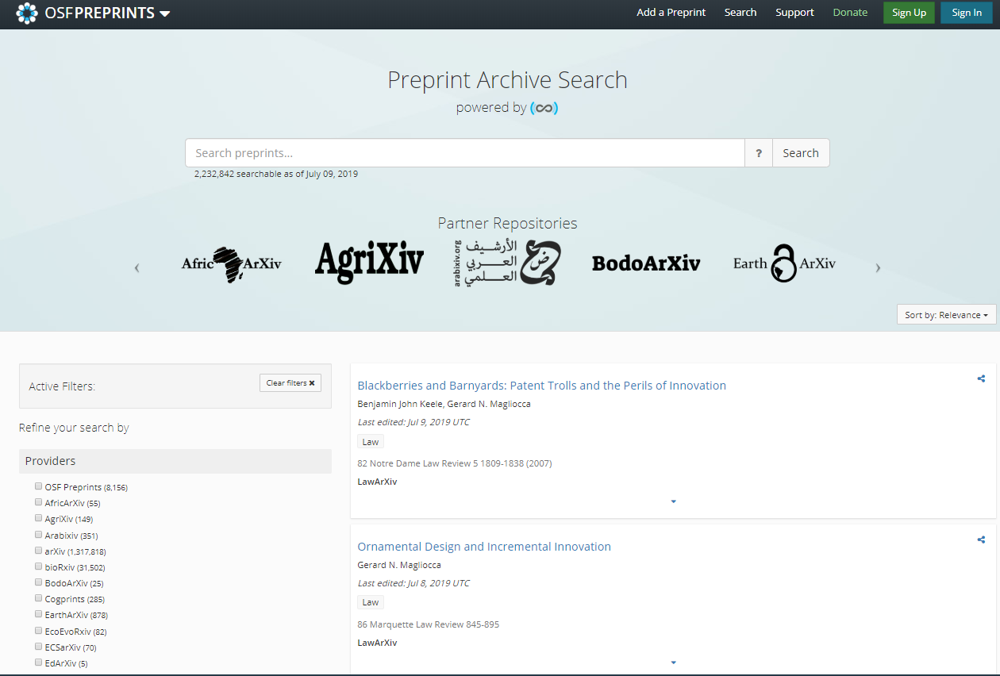 OSFPREPRINTS
Add a Preprint Search Support Donate Sign Up Sign In
Preprint Archive Search
powered by
Search preprints... ? Search
2,232,842 searchable as of July 09, 2019
Partner Repositories
Afric ArXiv
AgriXiv
arabixiv.org
الأرشيف
العربي
العلمي
BodoArXiv
Earth ArXiv
Sort by: Relevance
Active Filters:
Clear filters ×
Refine your search by
Providers
OSF Preprints (8,156)
AfricArXiv (55)
AgriXiv (149)
Arabixiv (351)
arXiv (1,317,818)
bioRxiv (31,502)
BodoArXiv (25)
Cogprints (285)
EarthArXiv (878)
EcoEvoRxiv (82)
ECSarXiv (70)
EdArXiv (5)
Blackberries and Barnyards: Patent Trolls and the Perils of Innovation
Benjamin John Keele, Gerard N. Magliocca
Last edited: Jul 9, 2019 UTC
Law
82 Notre Dame Law Review 5 1809-1838 (2007)
LawArXiv
Ornamental Design and Incremental Innovation
Gerard N. Magliocca
Last edited: Jul 8, 2019 UTC
Law
86 Marquette Law Review 845-895
LawArXiv